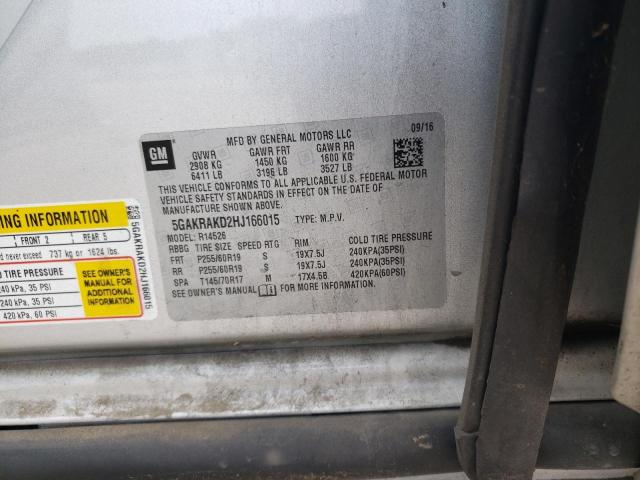 GM
MFD BY GENERAL MOTORS LLC
09/16
GVWR GAWR FRT GAWR RR
2908 KG 1450 KG 1600 KG
6411 LB 3196 LB 3527 LB
THIS VEHICLE CONFORMS TO ALL APPLICABLE U.S. FEDERAL MOTOR
VEHICLE SAFETY STANDARDS IN EFFECT ON THE DATE OF
MANUFACTURE SHOWN ABOVE.
5GAKRAKD2HJ166015 TYPE: M.P.V.
MODEL: R14526
RBBG TIRE SIZE SPEED RTG RIM COLD TIRE PRESSURE
FRT P255/60R19 S 19X7.5J 240KPA(35PSI)
RR P255/60R19 S 19X7.5J 240KPA(35PSI)
SPA T145/70R17 M 17X4.5B 420KPA(60PSI)
SEE OWNER'S MANUAL FOR MORE INFORMATION.
ING INFORMATION
FRONT 2 REAR 5
never exceed 737 kg or 1624 lbs.
TIRE PRESSURE
240 kPa, 35 PSI
240 kPa, 35 PSI
420 kPa, 60 PSI
SEE OWNER'S
MANUAL FOR
ADDITIONAL
INFORMATION
5GAKRAKD2HJ166015